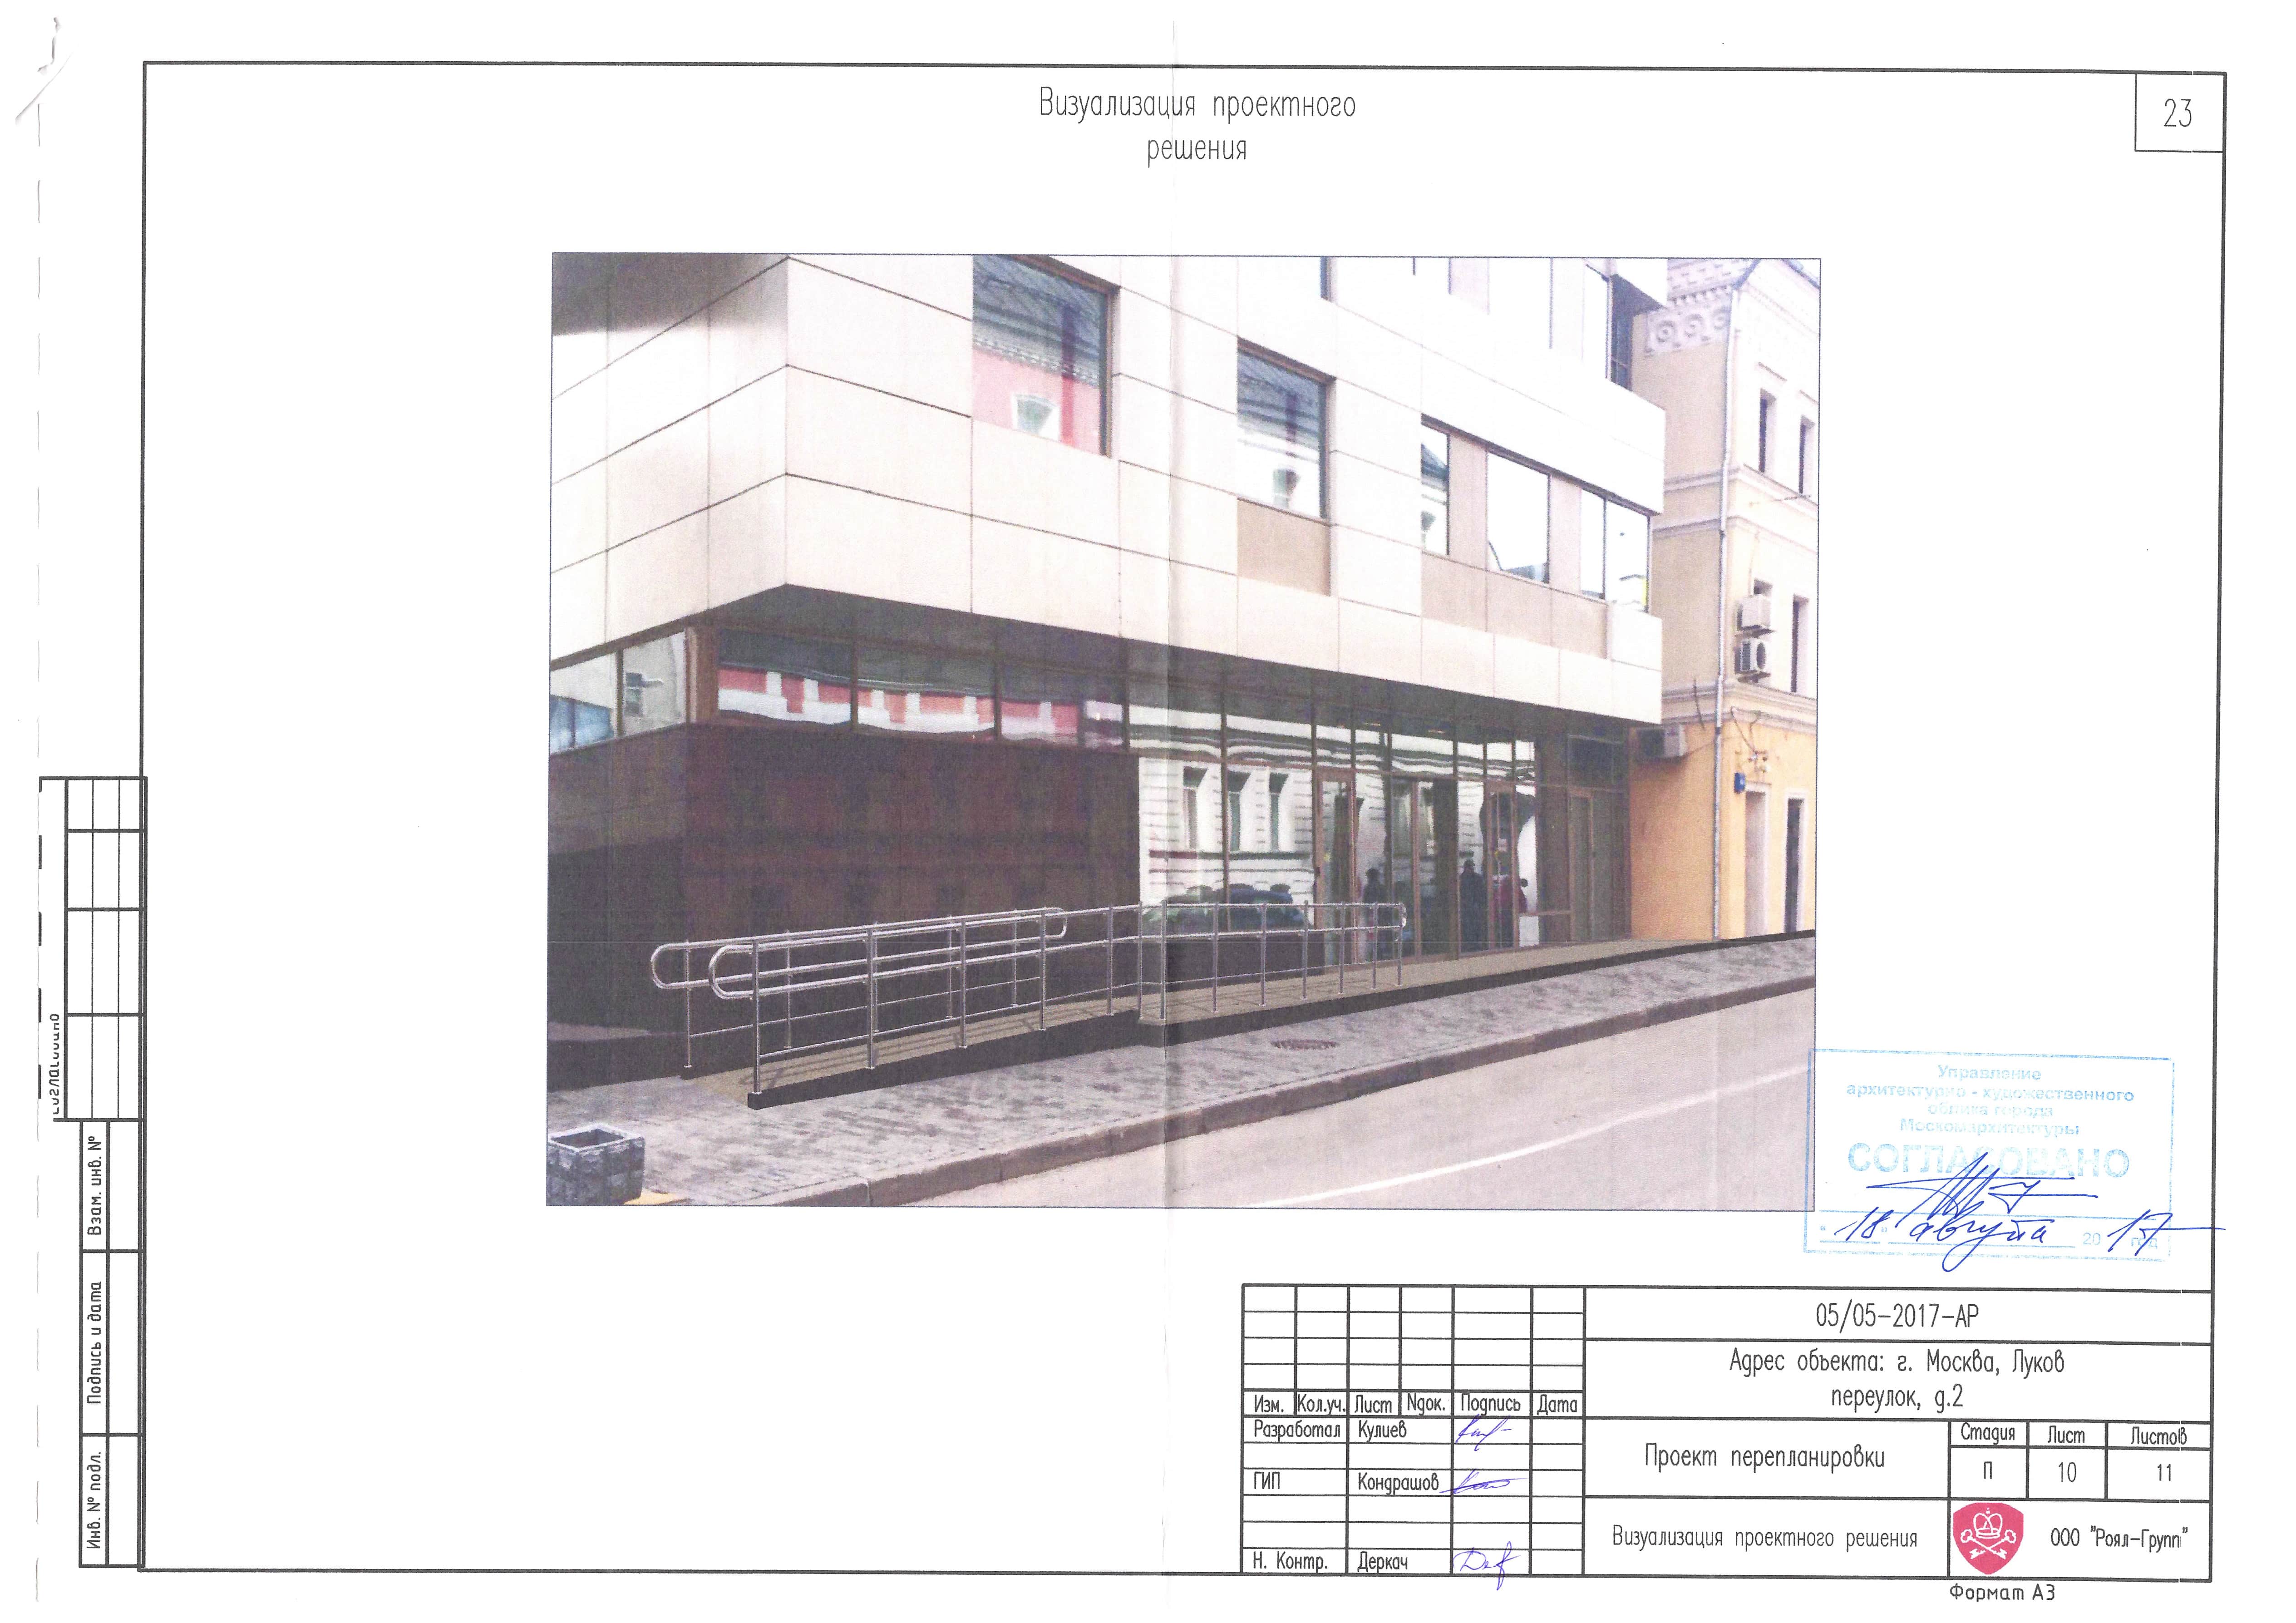 Визуализация проектного
решения
23
Управление
архитектурно - художественного
облика города
Москомархитектуры
СОГЛАСОВАНО
"18" августа 2017 год
Согласовано
Взам. инв. №
Подпись и дата
Инв. № подл.
05/05-2017-АР
Адрес объекта: г. Москва, Луков
переулок, д.2
Изм. Кол.уч. Лист Nдок. Подпись Дата
Разработал Кулиев
ГИП Кондрашов
Н. Контр. Деркач
Проект перепланировки
Стадия Лист Листов
П 10 11
Визуализация проектного решения
ООО "Роял-Групп"
Формат А3